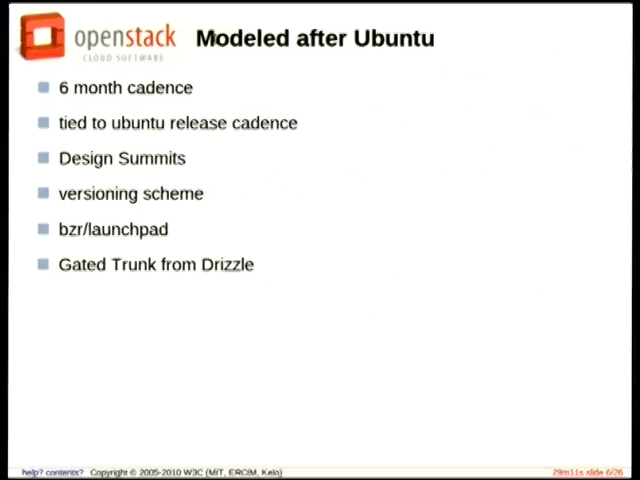 openstack
CLOUD SOFTWARE
Modeled after Ubuntu
6 month cadence
tied to ubuntu release cadence
Design Summits
versioning scheme
bzr/launchpad
Gated Trunk from Drizzle
help? contents? Copyright © 2005-2010 W3C (MIT, ERCIM, Keio)
29m11s slide 6/26